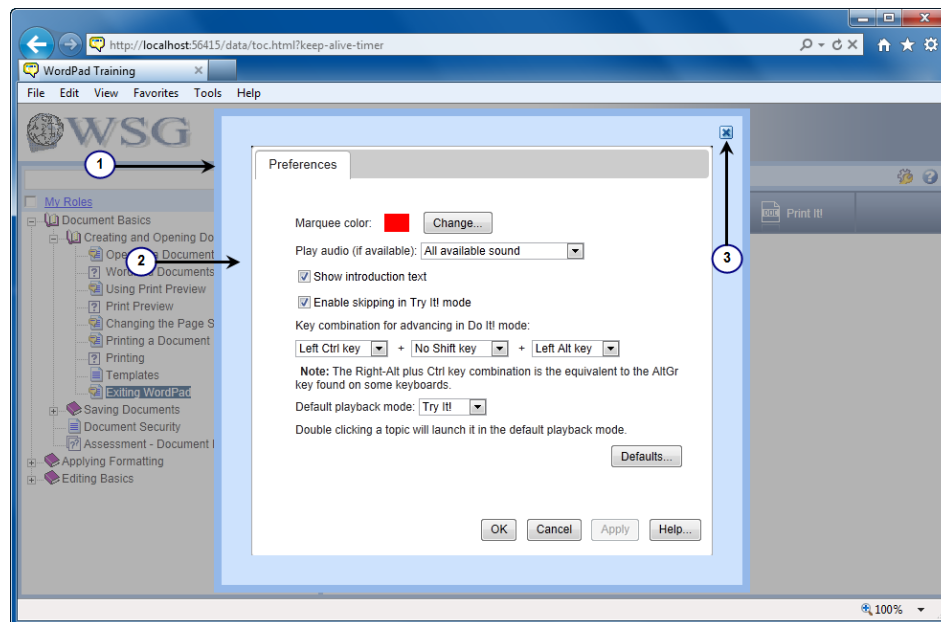 http://localhost:56415/data/toc.html?keep-alive-timer
WordPad Training
File Edit View Favorites Tools Help
WSG
1
Preferences
My Roles
Print It!
Document Basics
Creating and Opening Do
Marquee color: Change...
Document
2
Play audio (if available): All available sound
3
Documents
Show introduction text
Using Print Preview
Enable skipping in Try It! mode
Print Preview
Changing the Page S
Key combination for advancing in Do It! mode:
Printing a Document
Left Ctrl key + No Shift key + Left Alt key
Printing
Note: The Right-Alt plus Ctrl key combination is the equivalent to the AltGr
key found on some keyboards.
Templates
Exiting WordPad
Default playback mode: Try It!
Saving Documents
Document Security
Double clicking a topic will launch it in the default playback mode.
Assessment - Document
Defaults...
Applying Formatting
Editing Basics
OK Cancel Apply Help...
100%